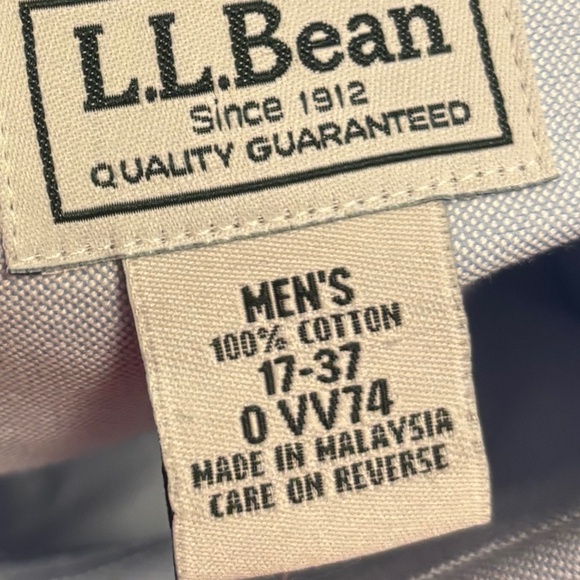 L.L.Bean
Since 1912
QUALITY GUARANTEED
MEN'S
100% COTTON
17-37
0 VV74
MADE IN MALAYSIA
CARE ON REVERSE